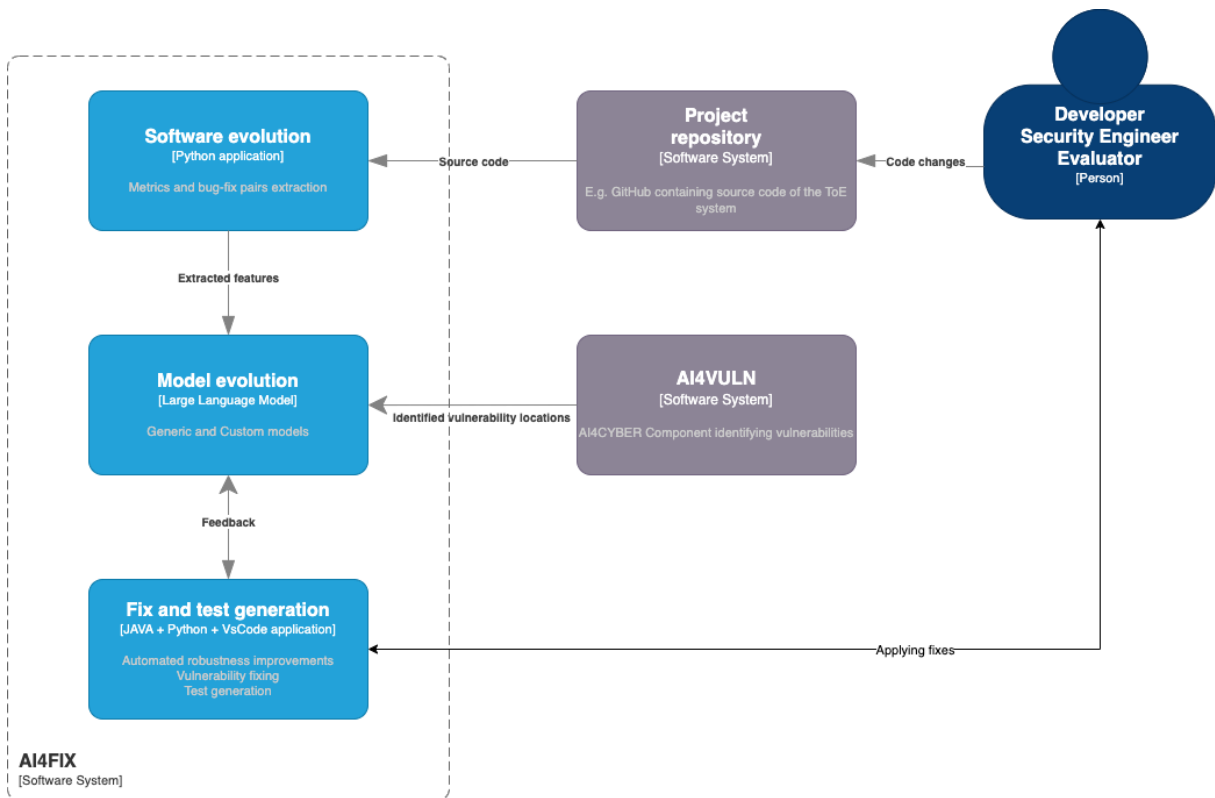 Software evolution
[Python application]
Metrics and bug-fix pairs extraction
Source code
Project
repository
[Software System]
E.g. GitHub containing source code of the ToE
system
Code changes
Developer
Security Engineer
Evaluator
[Person]
Extracted features
Model evolution
[Large Language Model]
Generic and Custom models
Identified vulnerability locations
AI4VULN
[Software System]
AI4CYBER Component identifying vulnerabilities
Feedback
Fix and test generation
[JAVA + Python + VsCode application]
Automated robustness improvements
Vulnerability fixing
Test generation
Applying fixes
AI4FIX
[Software System]